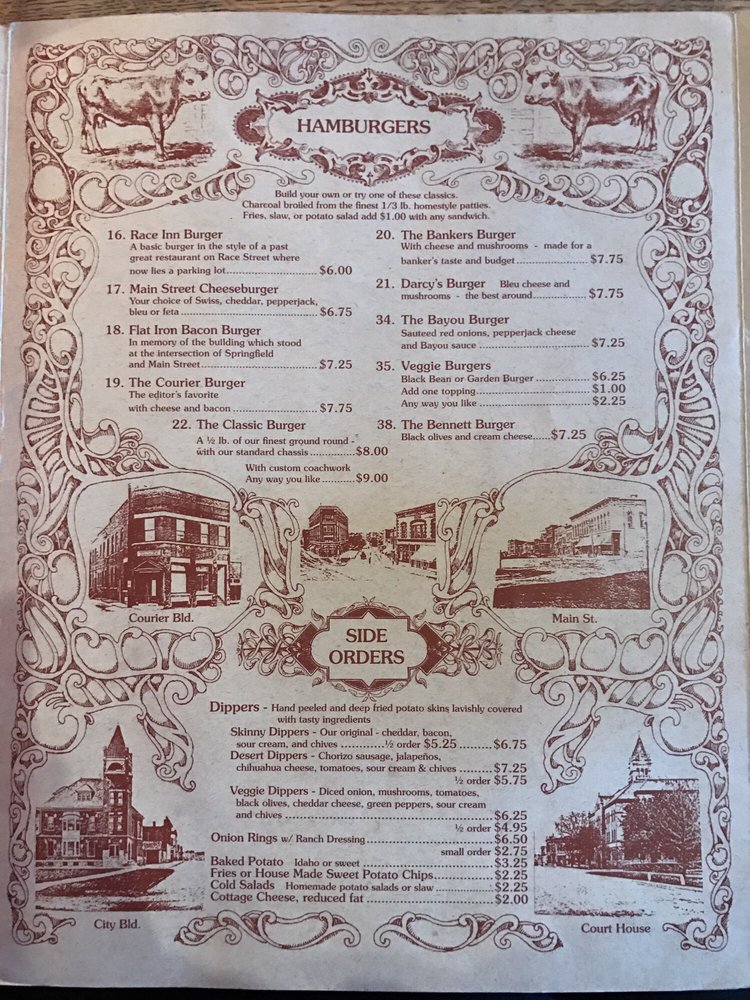 HAMBURGERS
Build your own or try one of these classics.
Charcoal broiled from the finest 1/3 lb. homestyle patties.
Fries, slaw, or potato salad add $1.00 with any sandwich.
16. Race Inn Burger
A basic burger in the style of a past
great restaurant on Race Street where
now lies a parking lot..............................$6.00
17. Main Street Cheeseburger
Your choice of Swiss, cheddar, pepperjack,
bleu or feta ............................................$6.75
18. Flat Iron Bacon Burger
In memory of the building which stood
at the intersection of Springfield
and Main Street.....................................$7.25
19. The Courier Burger
The editor's favorite
with cheese and bacon ............................$7.75
22. The Classic Burger
A ½ lb. of our finest ground round -
with our standard chassis ..................$8.00
With custom coachwork
Any way you like ..........$9.00
20. The Bankers Burger
With cheese and mushrooms - made for a
banker's taste and budget.........................$7.75
21. Darcy's Burger Bleu cheese and
mushrooms - the best around.................$7.75
34. The Bayou Burger
Sauteed red onions, pepperjack cheese
and Bayou sauce ....................................$7.25
35. Veggie Burgers
Black Bean or Garden Burger .................$6.25
Add one topping......................................$1.00
Any way you like .....................................$2.25
38. The Bennett Burger
Black olives and cream cheese.....$7.25
Courier Bld.
Main St.
SIDE
ORDERS
Dippers - Hand peeled and deep fried potato skins lavishly covered
with tasty ingredients
Skinny Dippers - Our original - cheddar, bacon,
sour cream, and chives ............½ order $5.25.........$6.75
Desert Dippers - Chorizo sausage, jalapeños,
chihuahua cheese, tomatoes, sour cream & chives .........$7.25
½ order $5.75
Veggie Dippers - Diced onion, mushrooms, tomatoes,
black olives, cheddar cheese, green peppers, sour cream
and chives ...........................................................$6.25
½ order $4.95
Onion Rings w/ Ranch Dressing...................................$6.50
small order $2.75
Baked Potato Idaho or sweet .....................................$3.25
Fries or House Made Sweet Potato Chips.................$2.25
Cold Salads Homemade potato salads or slaw ................$2.25
Cottage Cheese, reduced fat ...................................$2.00
City Bld.
Court House